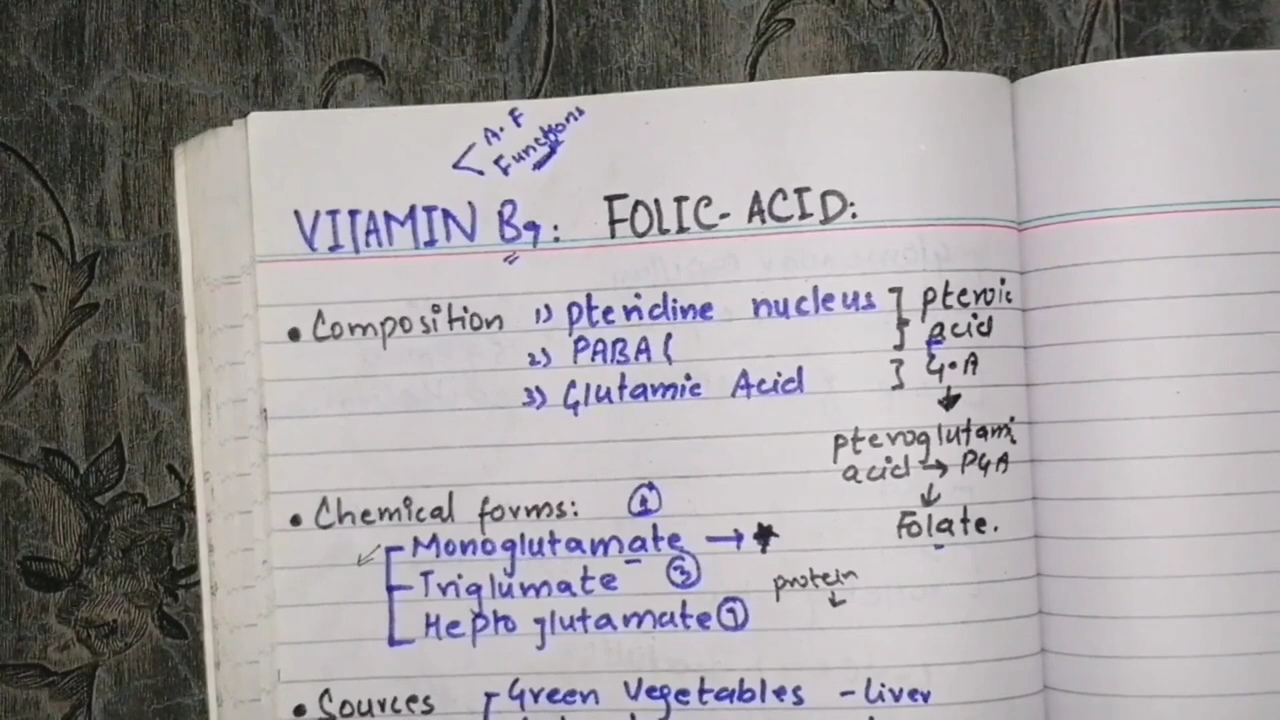 A.F
Functions
VITAMIN B9: FOLIC-ACID:
• Composition 1) pteridine nucleus ] pteroic
2) PABA ( ] acid
3) Glutamic Acid ] G.A
↓
pteroglutami
acid → PGA
↓
Folate.
• Chemical forms: ①
Monoglutamate →
Triglumate ③
protein
Hepto glutamate ⑦
• Sources Green Vegetables - liver